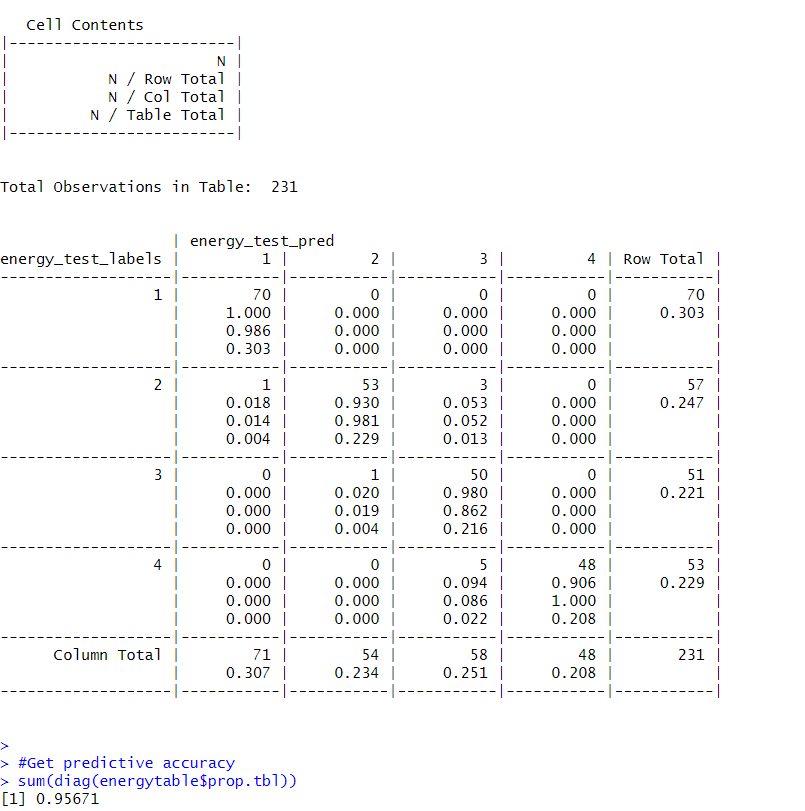 Cell Contents
|-------------------------|
|                       N |
|           N / Row Total |
|           N / Col Total |
|         N / Table Total |
|-------------------------|
Total Observations in Table:  231
                   | energy_test_pred
energy_test_labels |         1 |         2 |         3 |         4 | Row Total |
-------------------|-----------|-----------|-----------|-----------|-----------|
                 1 |        70 |         0 |         0 |         0 |        70 |
                   |     1.000 |     0.000 |     0.000 |     0.000 |     0.303 |
                   |     0.986 |     0.000 |     0.000 |     0.000 |           |
                   |     0.303 |     0.000 |     0.000 |     0.000 |           |
-------------------|-----------|-----------|-----------|-----------|-----------|
                 2 |         1 |        53 |         3 |         0 |        57 |
                   |     0.018 |     0.930 |     0.053 |     0.000 |     0.247 |
                   |     0.014 |     0.981 |     0.052 |     0.000 |           |
                   |     0.004 |     0.229 |     0.013 |     0.000 |           |
-------------------|-----------|-----------|-----------|-----------|-----------|
                 3 |         0 |         1 |        50 |         0 |        51 |
                   |     0.000 |     0.020 |     0.980 |     0.000 |     0.221 |
                   |     0.000 |     0.019 |     0.862 |     0.000 |           |
                   |     0.000 |     0.004 |     0.216 |     0.000 |           |
-------------------|-----------|-----------|-----------|-----------|-----------|
                 4 |         0 |         0 |         5 |        48 |        53 |
                   |     0.000 |     0.000 |     0.094 |     0.906 |     0.229 |
                   |     0.000 |     0.000 |     0.086 |     1.000 |           |
                   |     0.000 |     0.000 |     0.022 |     0.208 |           |
-------------------|-----------|-----------|-----------|-----------|-----------|
      Column Total |        71 |        54 |        58 |        48 |       231 |
                   |     0.307 |     0.234 |     0.251 |     0.208 |           |
-------------------|-----------|-----------|-----------|-----------|-----------|
>
> #Get predictive accuracy
> sum(diag(energytable$prop.tbl))
[1] 0.95671